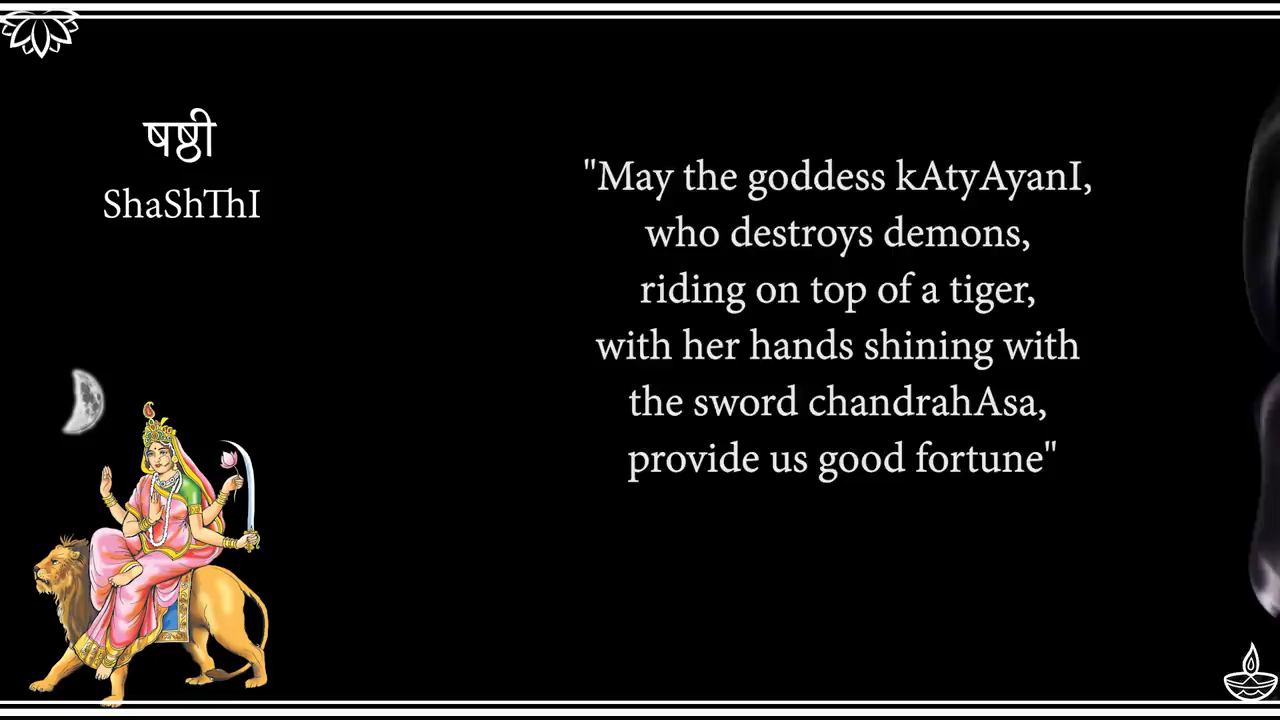 षष्ठी
ShaShThI
"May the goddess kAtyAyanI,
who destroys demons,
riding on top of a tiger,
with her hands shining with
the sword chandrahAsa,
provide us good fortune"